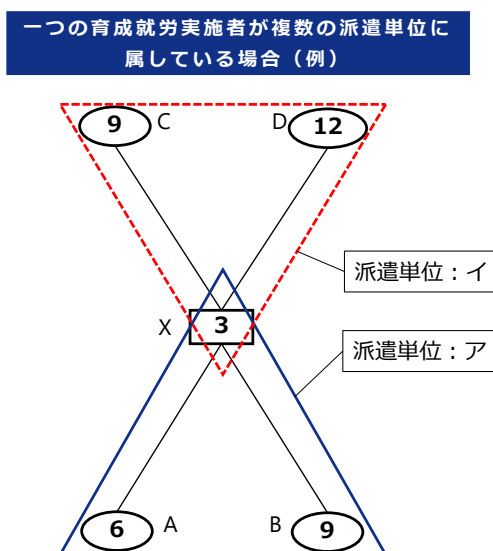 一つの育成就労実施者が複数の派遣単位に
属している場合（例）
9 C D 12
派遣単位：イ
X 3
派遣単位：ア
6 A B 9